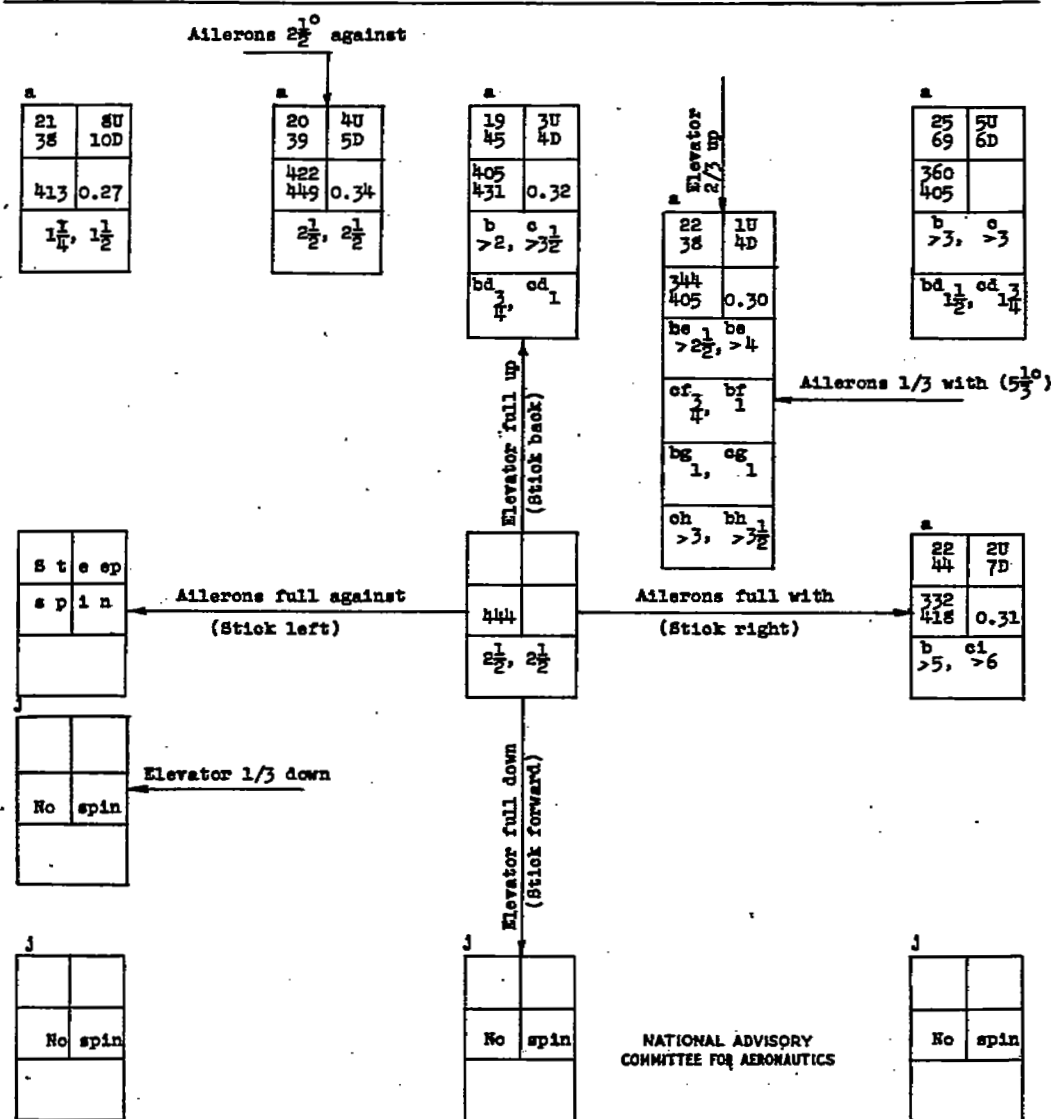 Ailerons 2½° against
a
21 8U
38 10D
413 0.27
1¼, 1½
20 4U
39 5D
422
449 0.34
2½, 2½
a
19 3U
45 4D
405
431 0.32
b >2, c >3½
bd ¾, cd 1
Elevator 2/3 up
a
22 1U
38 4D
344
405 0.30
be >2½, be >4
cf ¾, bf 1
bg 1, cg 1
ch >3, bh >3½
Ailerons 1/3 with (5⅓°)
a
25 5U
69 6D
360
405
b >3, c >3
bd 1½, cd 1¾
Elevator full up
(Stick back)
Steep
spin
Ailerons full against
(Stick left)
444
2½, 2½
Ailerons full with
(Stick right)
a
22 2U
44 7D
332
418 0.31
b >5, ci >6
j
No spin
Elevator 1/3 down
Elevator full down
(Stick forward)
j
No spin
j
No spin
NATIONAL ADVISORY
COMMITTEE FOR AERONAUTICS
j
No spin